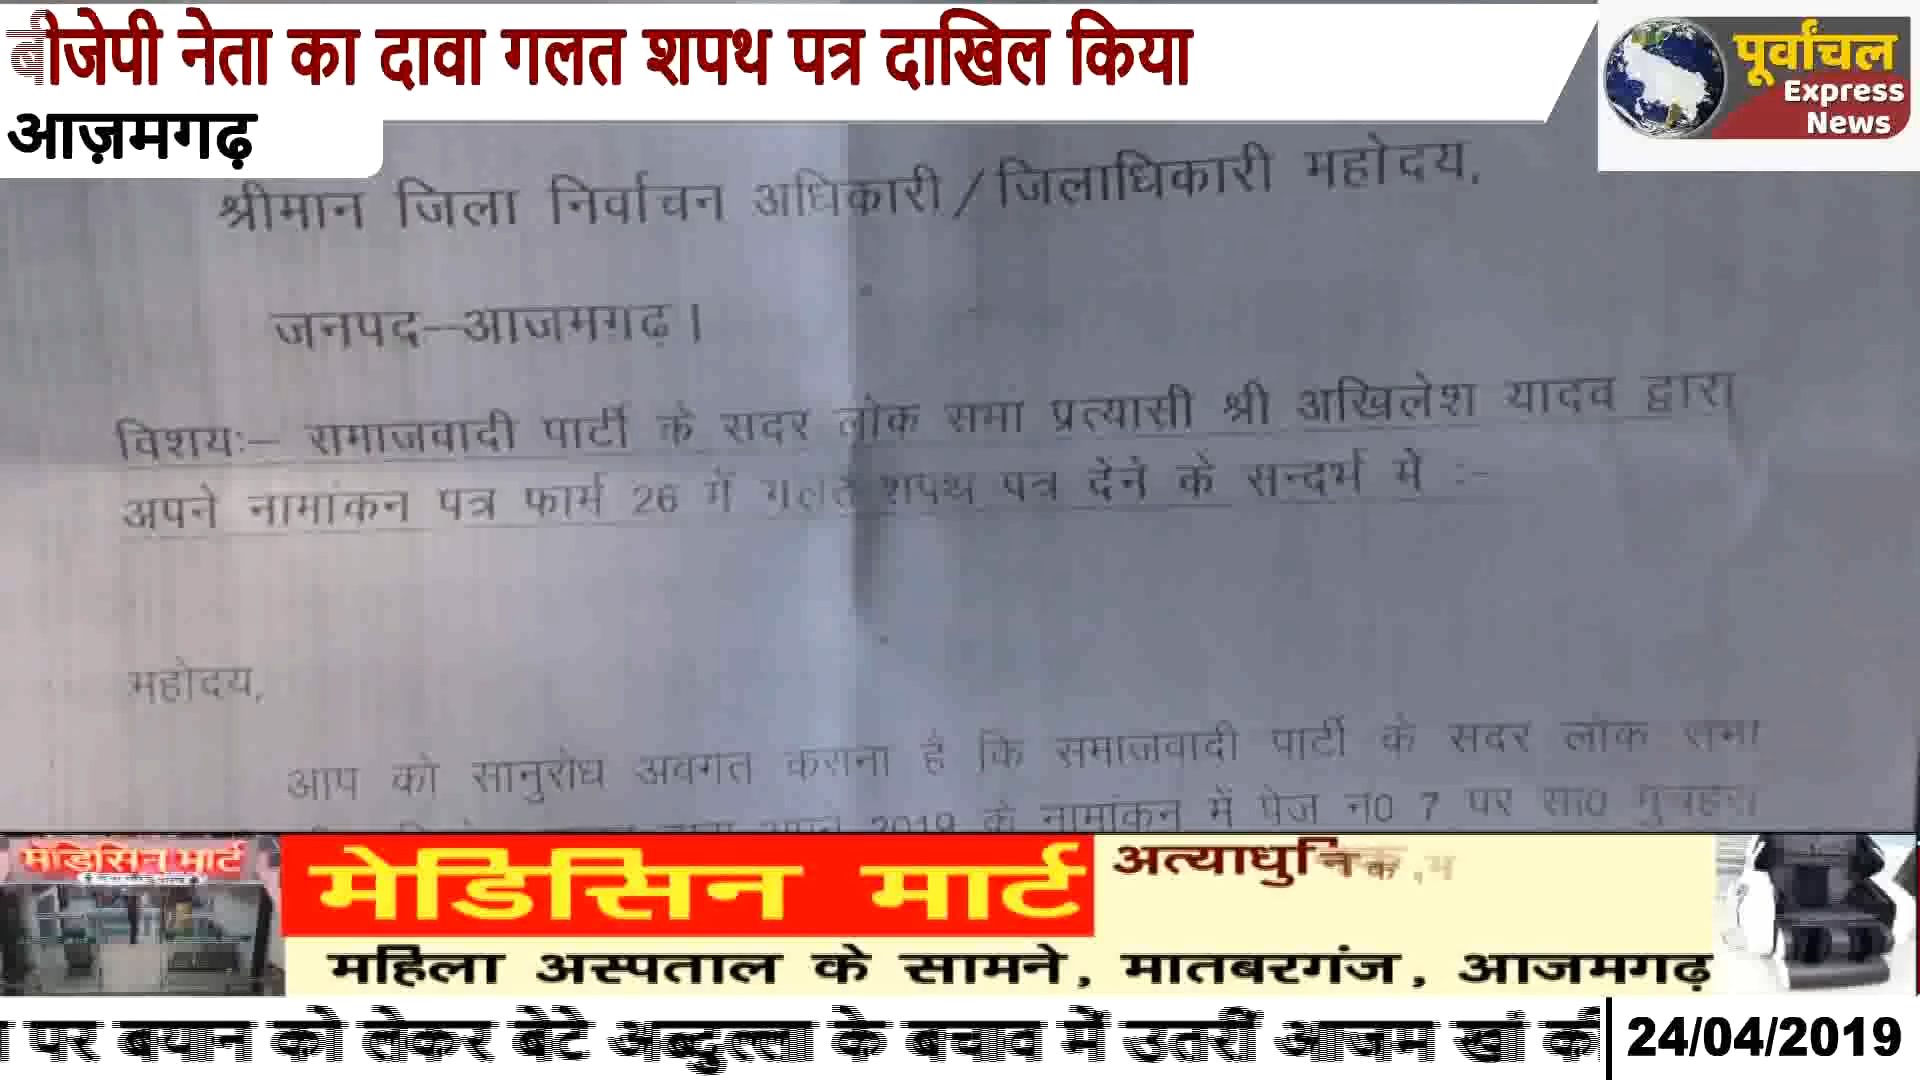 बीजेपी नेता का दावा गलत शपथ पत्र दाखिल किया
आज़मगढ़
पूर्वांचल
Express
News
श्रीमान जिला निर्वाचन अधिकारी/जिलाधिकारी महोदय,
जनपद–आजमगढ़।
विशयः– समाजवादी पार्टी के सदर लोक सभा प्रत्यासी श्री अखिलेश यादव द्वारा
अपने नामांकन पत्र फार्म 26 में गलत शपथ पत्र देने के सन्दर्भ में :-
महोदय,
आप को सानुरोध अवगत कराना है कि समाजवादी पार्टी के सदर लोक सभा
2019 के नामांकन में पेज न0 7 पर
मेडिसिन मार्ट
मेडिसिन मार्ट
अत्याधुनिक
महिला अस्पताल के सामने, मातबरगंज, आजमगढ़
पर बयान को लेकर बेटे अब्दुल्ला के बचाव में उतरीं आजम खां की
24/04/2019